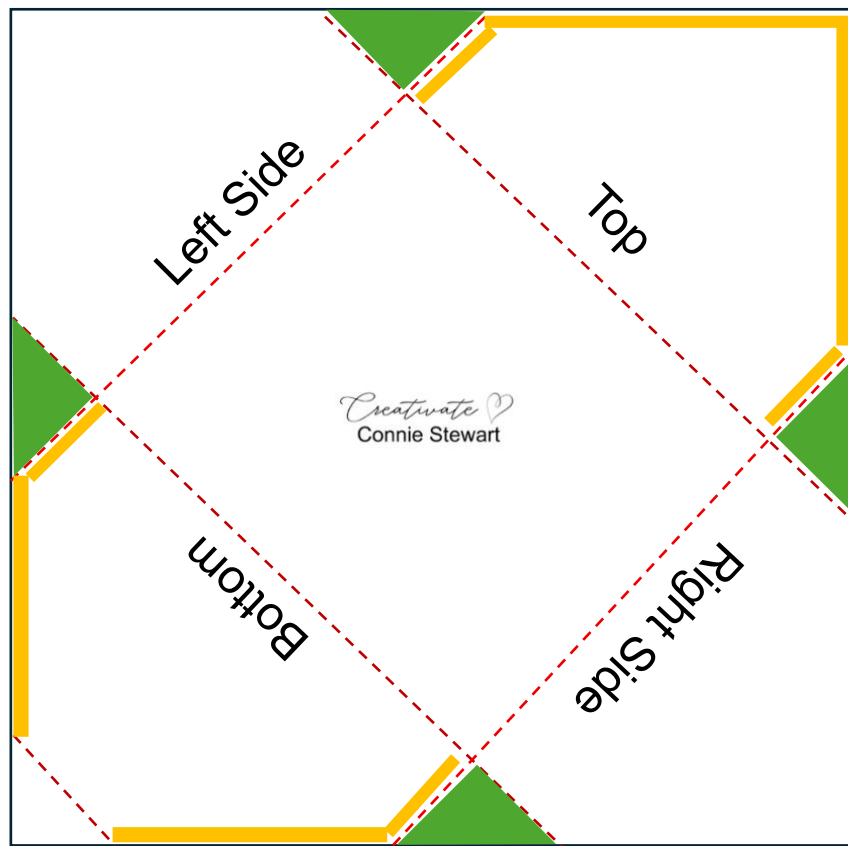 Left Side
Top
Creativate
Connie Stewart
Bottom
Right Side